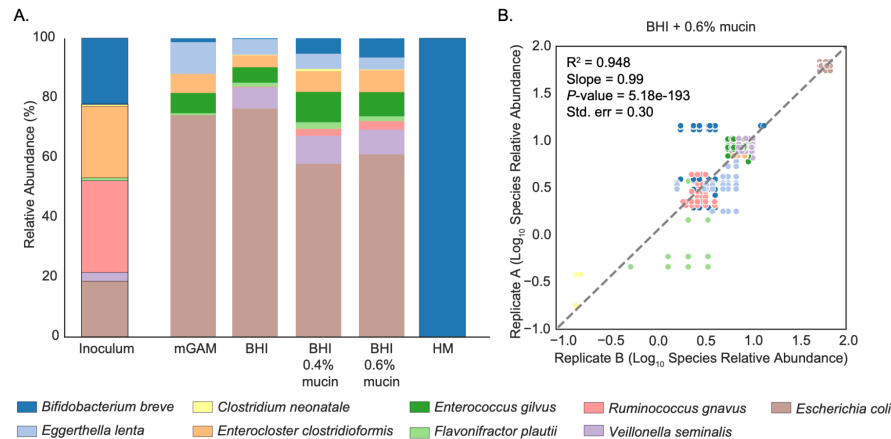 A.
Relative Abundance (%)
100
80
60
40
20
0
Inoculum
mGAM
BHI
BHI
0.4%
mucin
BHI
0.6%
mucin
HM
B.
BHI + 0.6% mucin
R² = 0.948
Slope = 0.99
P-value = 5.18e-193
Std. err = 0.30
Replicate A (Log₁₀ Species Relative Abundance)
2.0
1.5
1.0
0.5
0.0
−0.5
−1.0
−1.0 −0.5 0.0 0.5 1.0 1.5 2.0
Replicate B (Log₁₀ Species Relative Abundance)
Bifidobacterium breve
Clostridium neonatale
Enterococcus gilvus
Ruminococcus gnavus
Escherichia coli
Eggerthella lenta
Enterocloster clostridioformis
Flavonifractor plautii
Veillonella seminalis